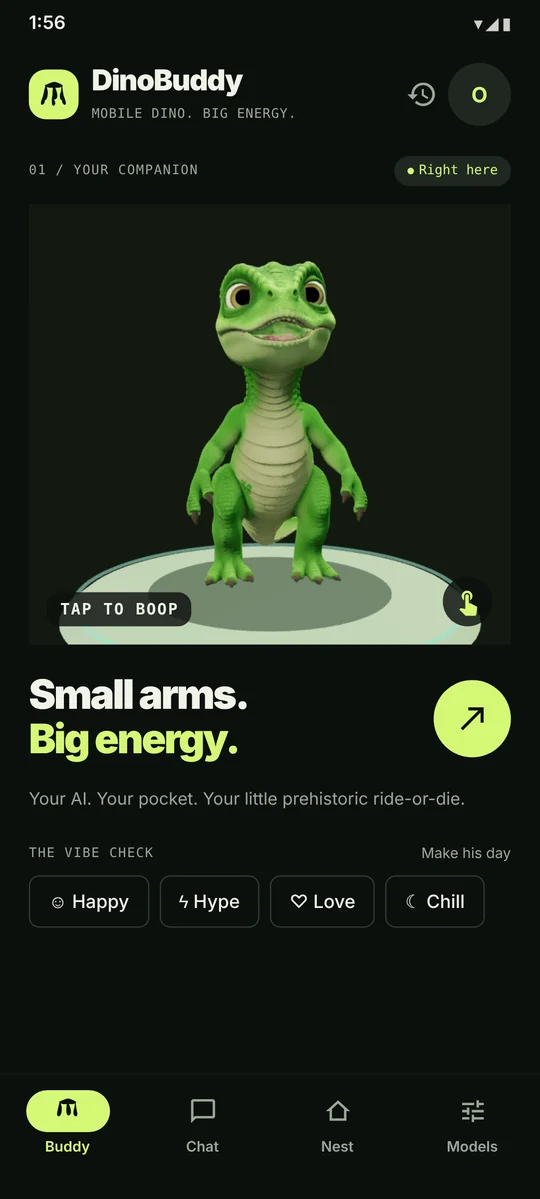 1:56
DinoBuddy
MOBILE DINO. BIG ENERGY.
O
01 / YOUR COMPANION
Right here
TAP TO BOOP
Small arms.
Big energy.
Your AI. Your pocket. Your little prehistoric ride-or-die.
THE VIBE CHECK
Make his day
Happy
Hype
Love
Chill
Buddy
Chat
Nest
Models